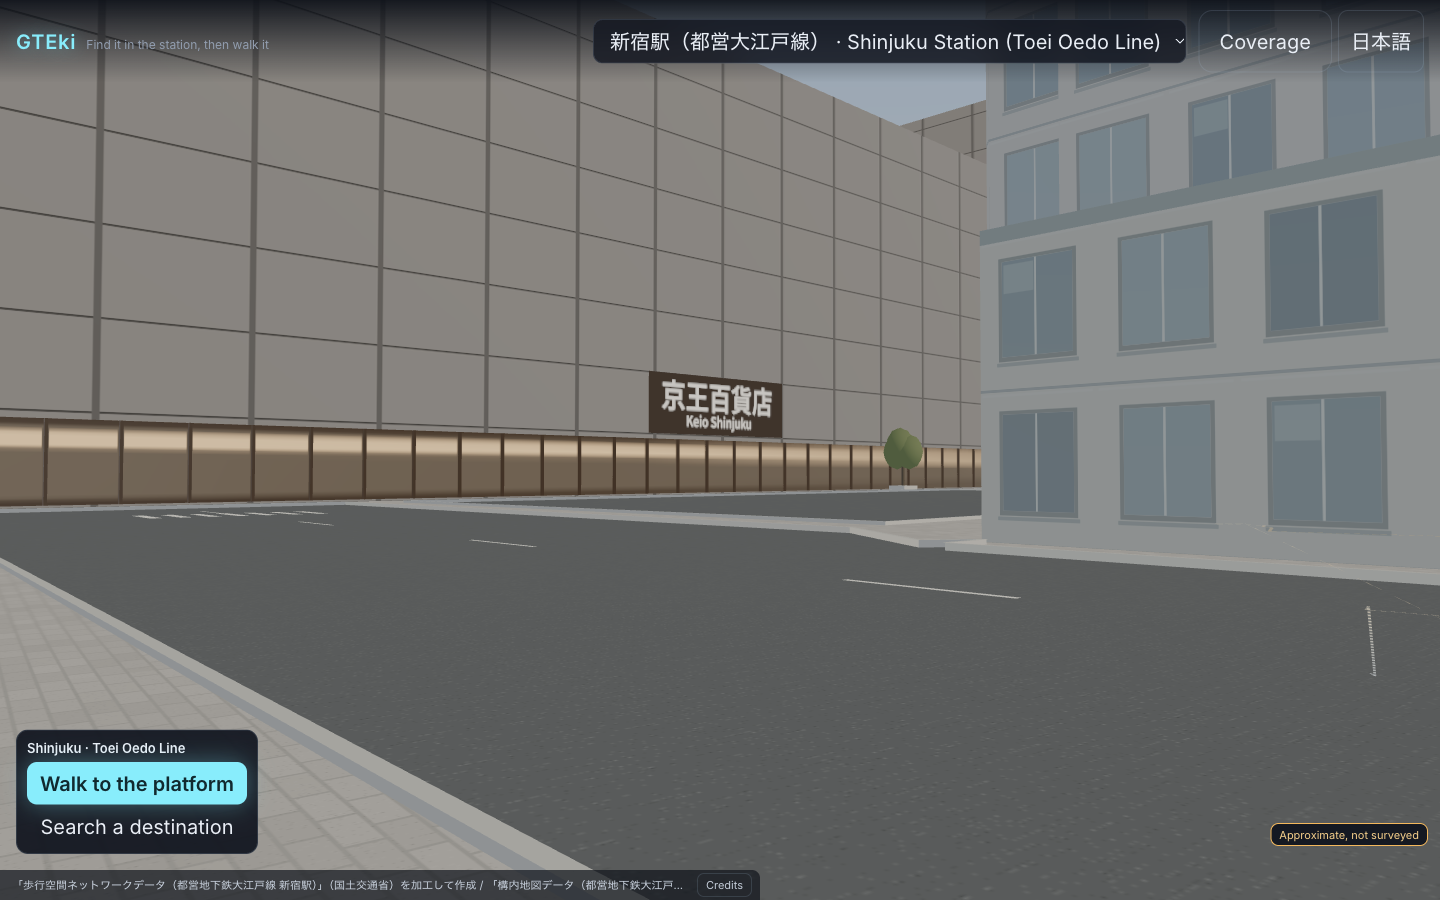 GTEki Find it in the station, then walk it
新宿駅（都営大江戸線） · Shinjuku Station (Toei Oedo Line)
Coverage
日本語
京王百貨店
Keio Shinjuku
Shinjuku · Toei Oedo Line
Walk to the platform
Search a destination
Approximate, not surveyed
「歩行空間ネットワークデータ（都営地下鉄大江戸線 新宿駅）」（国土交通省）を加工して作成 / 「構内地図データ（都営地下鉄大江戸…
Credits